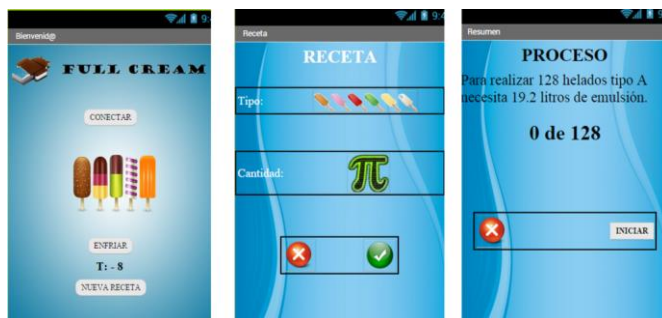 Bienvenid@
FULL CREAM
CONECTAR
ENFRIAR
T: - 8
NUEVA RECETA
Receta
RECETA
Tipo:
Cantidad:
Resumen
PROCESO
Para realizar 128 helados tipo A
necesita 19.2 litros de emulsión.
0 de 128
INICIAR